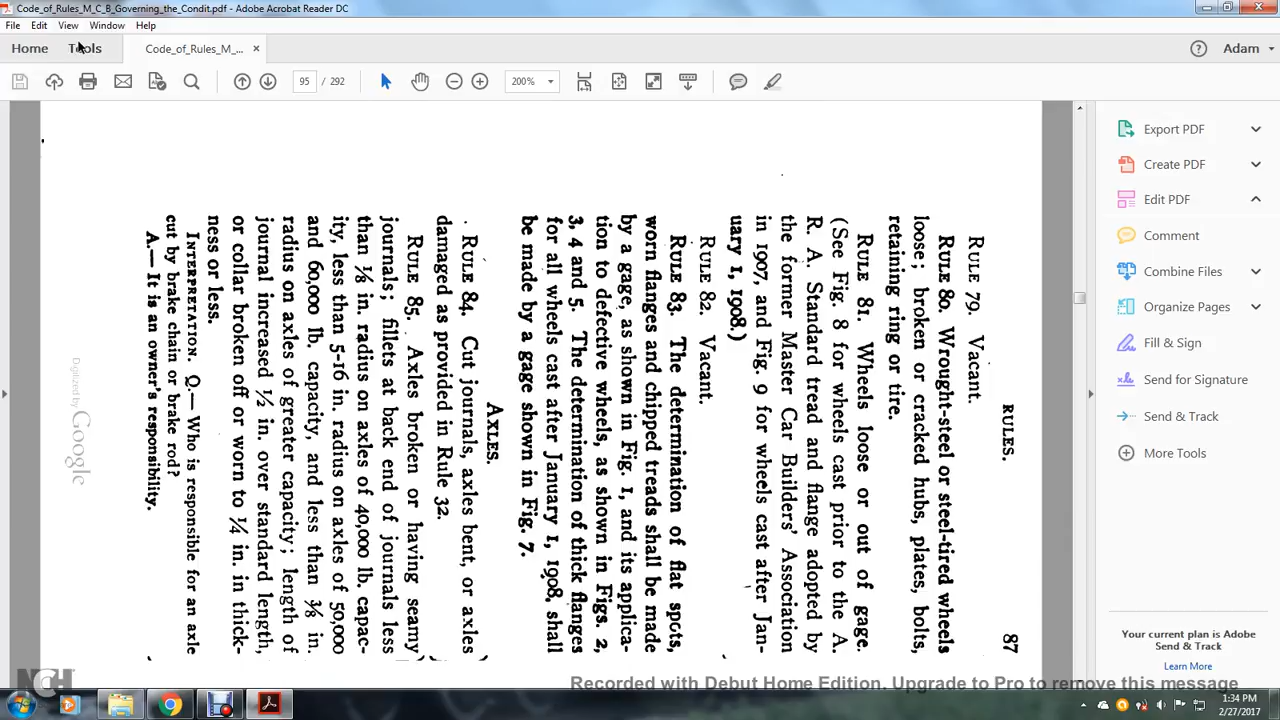 Code_of_Rules_M_C_B_Governing_the_Condit.pdf - Adobe Acrobat Reader DC
File Edit View Window Help
Home Tools Code_of_Rules_M_... × Adam
95 / 292 200%
RULES. 87
RULE 79. Vacant.
RULE 80. Wrought-steel or steel-tired wheels
loose; broken or cracked hubs, plates, bolts,
retaining ring or tire.
RULE 81. Wheels loose or out of gage.
(See Fig. 8 for wheels cast prior to the A.
R. A. Standard tread and flange adopted by
the former Master Car Builders' Association
in 1907, and Fig. 9 for wheels cast after Jan-
uary 1, 1908.)
RULE 82. Vacant.
RULE 83. The determination of flat spots,
worn flanges and chipped treads shall be made
by a gage, as shown in Fig. 1, and its applica-
tion to defective wheels, as shown in Figs. 2,
3, 4 and 5. The determination of thick flanges
for all wheels cast after January 1, 1908, shall
be made by a gage shown in Fig. 7.
AXLES.
RULE 84. Cut journals, axles bent, or axles
damaged as provided in Rule 32.
RULE 85. Axles broken or having seamy
journals; fillets at back end of journals less
than 1/8 in. radius on axles of 40,000 lb. capac-
ity, less than 5-16 in. radius on axles of 50,000
and 60,000 lb. capacity, and less than 3/8 in.
radius on axles of greater capacity; length of
journal increased 1/2 in. over standard length,
or collar broken off or worn to 1/4 in. in thick-
ness or less.
INTERPRETATION. Q.— Who is responsible for an axle
cut by brake chain or brake rod?
A.— It is an owner's responsibility.
Digitized by Google
Export PDF
Create PDF
Edit PDF
Comment
Combine Files
Organize Pages
Fill & Sign
Send for Signature
Send & Track
More Tools
Your current plan is Adobe
Send & Track
Learn More
NCH
Recorded with Debut Home Edition. Upgrade to Pro to remove this message
1:34 PM
2/27/2017